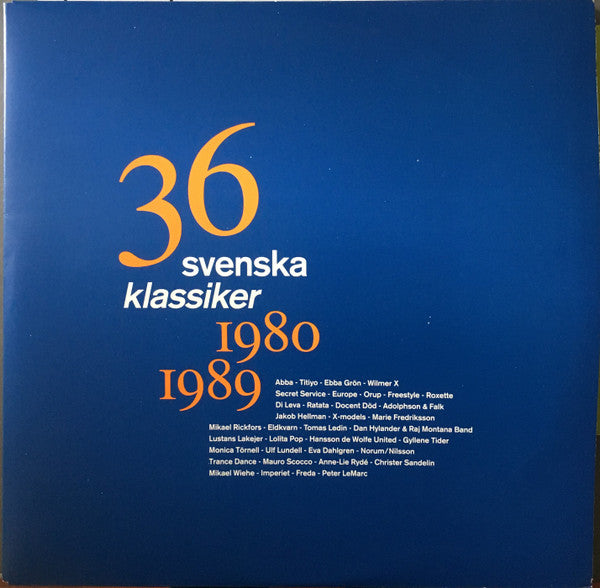 36
svenska
klassiker
1980
1989
Abba - Titiyo - Ebba Grön - Wilmer X
Secret Service - Europe - Orup - Freestyle - Roxette
Di Leva - Ratata - Docent Död - Adolphson & Falk
Jakob Hellman - X-models - Marie Fredriksson
Mikael Rickfors - Eldkvarn - Tomas Ledin - Dan Hylander & Raj Montana Band
Lustans Lakejer - Lolita Pop - Hansson de Wolfe United - Gyllene Tider
Monica Törnell - Ulf Lundell - Eva Dahlgren - Norum/Nilsson
Trance Dance - Mauro Scocco - Anne-Lie Rydé - Christer Sandelin
Mikael Wiehe - Imperiet - Freda - Peter LeMarc